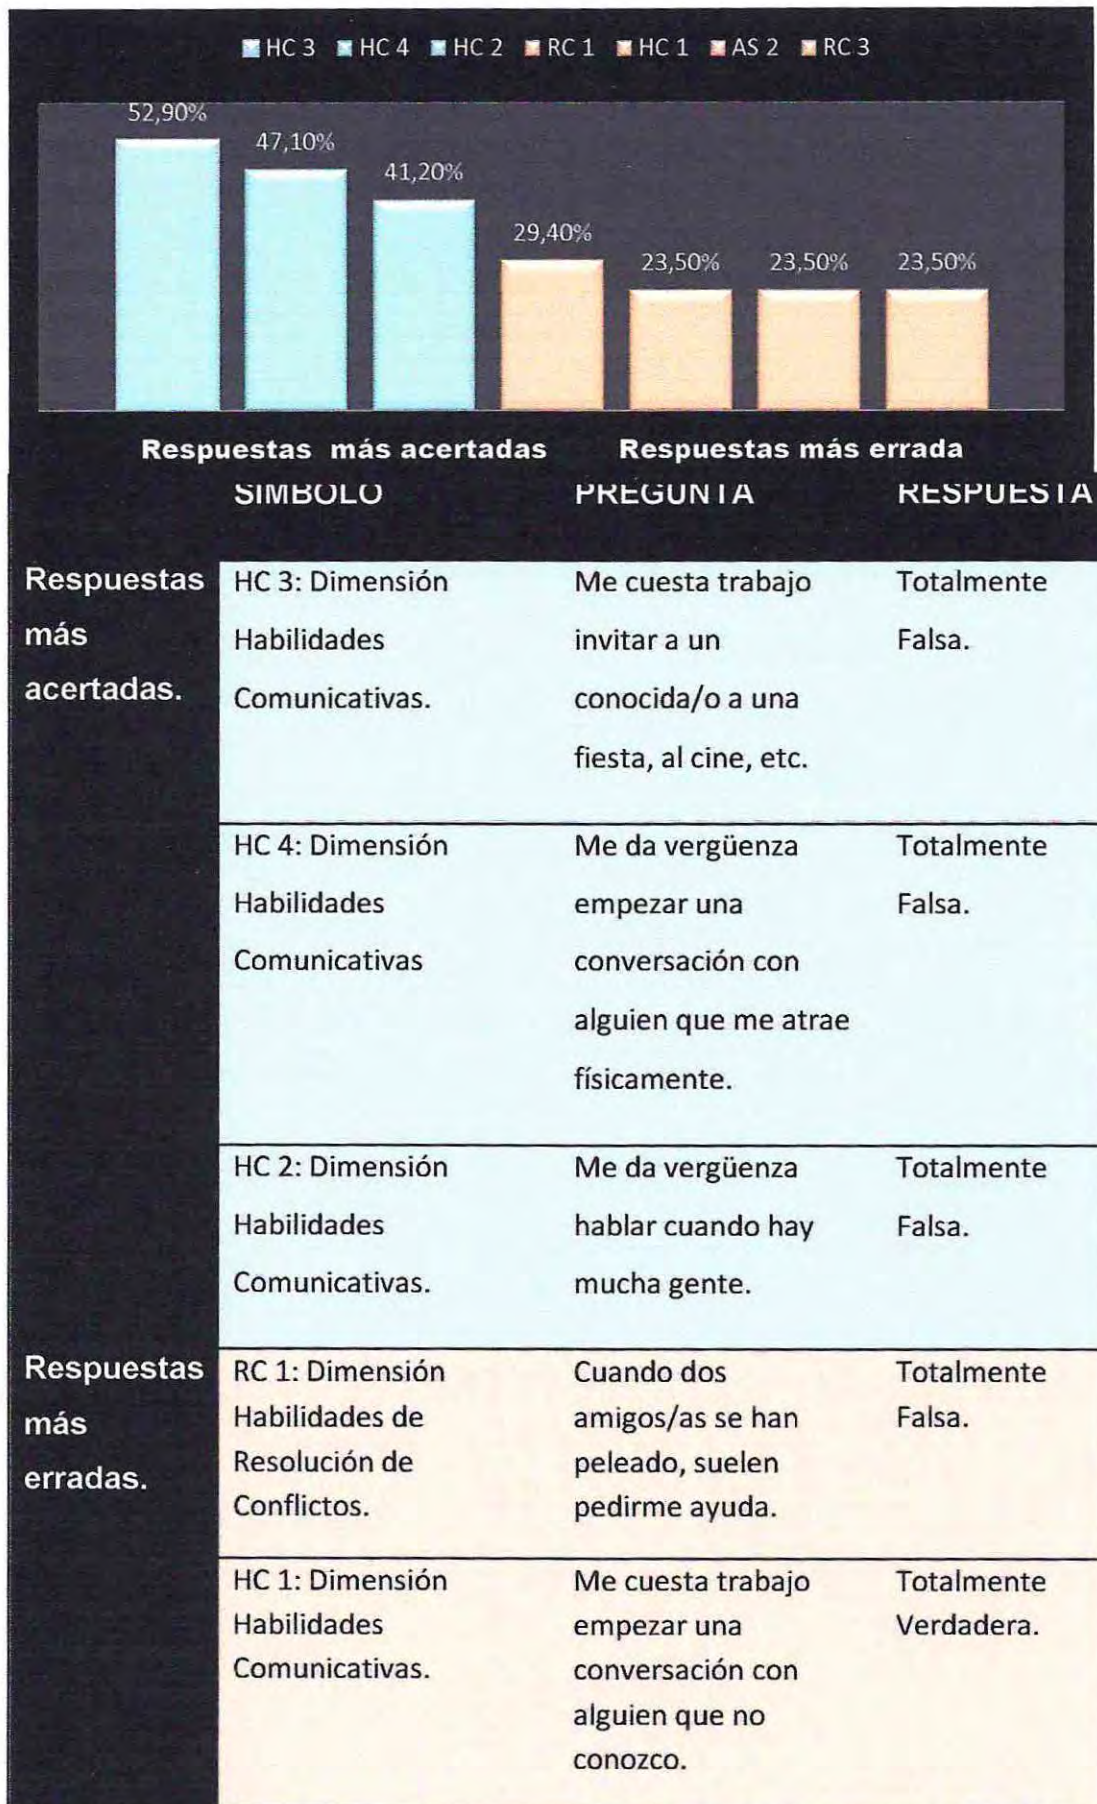 HC 3 HC 4 HC 2 RC 1 HC 1 AS 2 RC 3
52,90%
47,10%
41,20%
29,40%
23,50% 23,50% 23,50%
Respuestas más acertadas Respuestas más errada
SIMBOLO PREGUNTA RESPUESTA
Respuestas
más
acertadas.
HC 3: Dimensión
Habilidades
Comunicativas.
Me cuesta trabajo
invitar a un
conocida/o a una
fiesta, al cine, etc.
Totalmente
Falsa.
HC 4: Dimensión
Habilidades
Comunicativas
Me da vergüenza
empezar una
conversación con
alguien que me atrae
físicamente.
Totalmente
Falsa.
HC 2: Dimensión
Habilidades
Comunicativas.
Me da vergüenza
hablar cuando hay
mucha gente.
Totalmente
Falsa.
Respuestas
más
erradas.
RC 1: Dimensión
Habilidades de
Resolución de
Conflictos.
Cuando dos
amigos/as se han
peleado, suelen
pedirme ayuda.
Totalmente
Falsa.
HC 1: Dimensión
Habilidades
Comunicativas.
Me cuesta trabajo
empezar una
conversación con
alguien que no
conozco.
Totalmente
Verdadera.